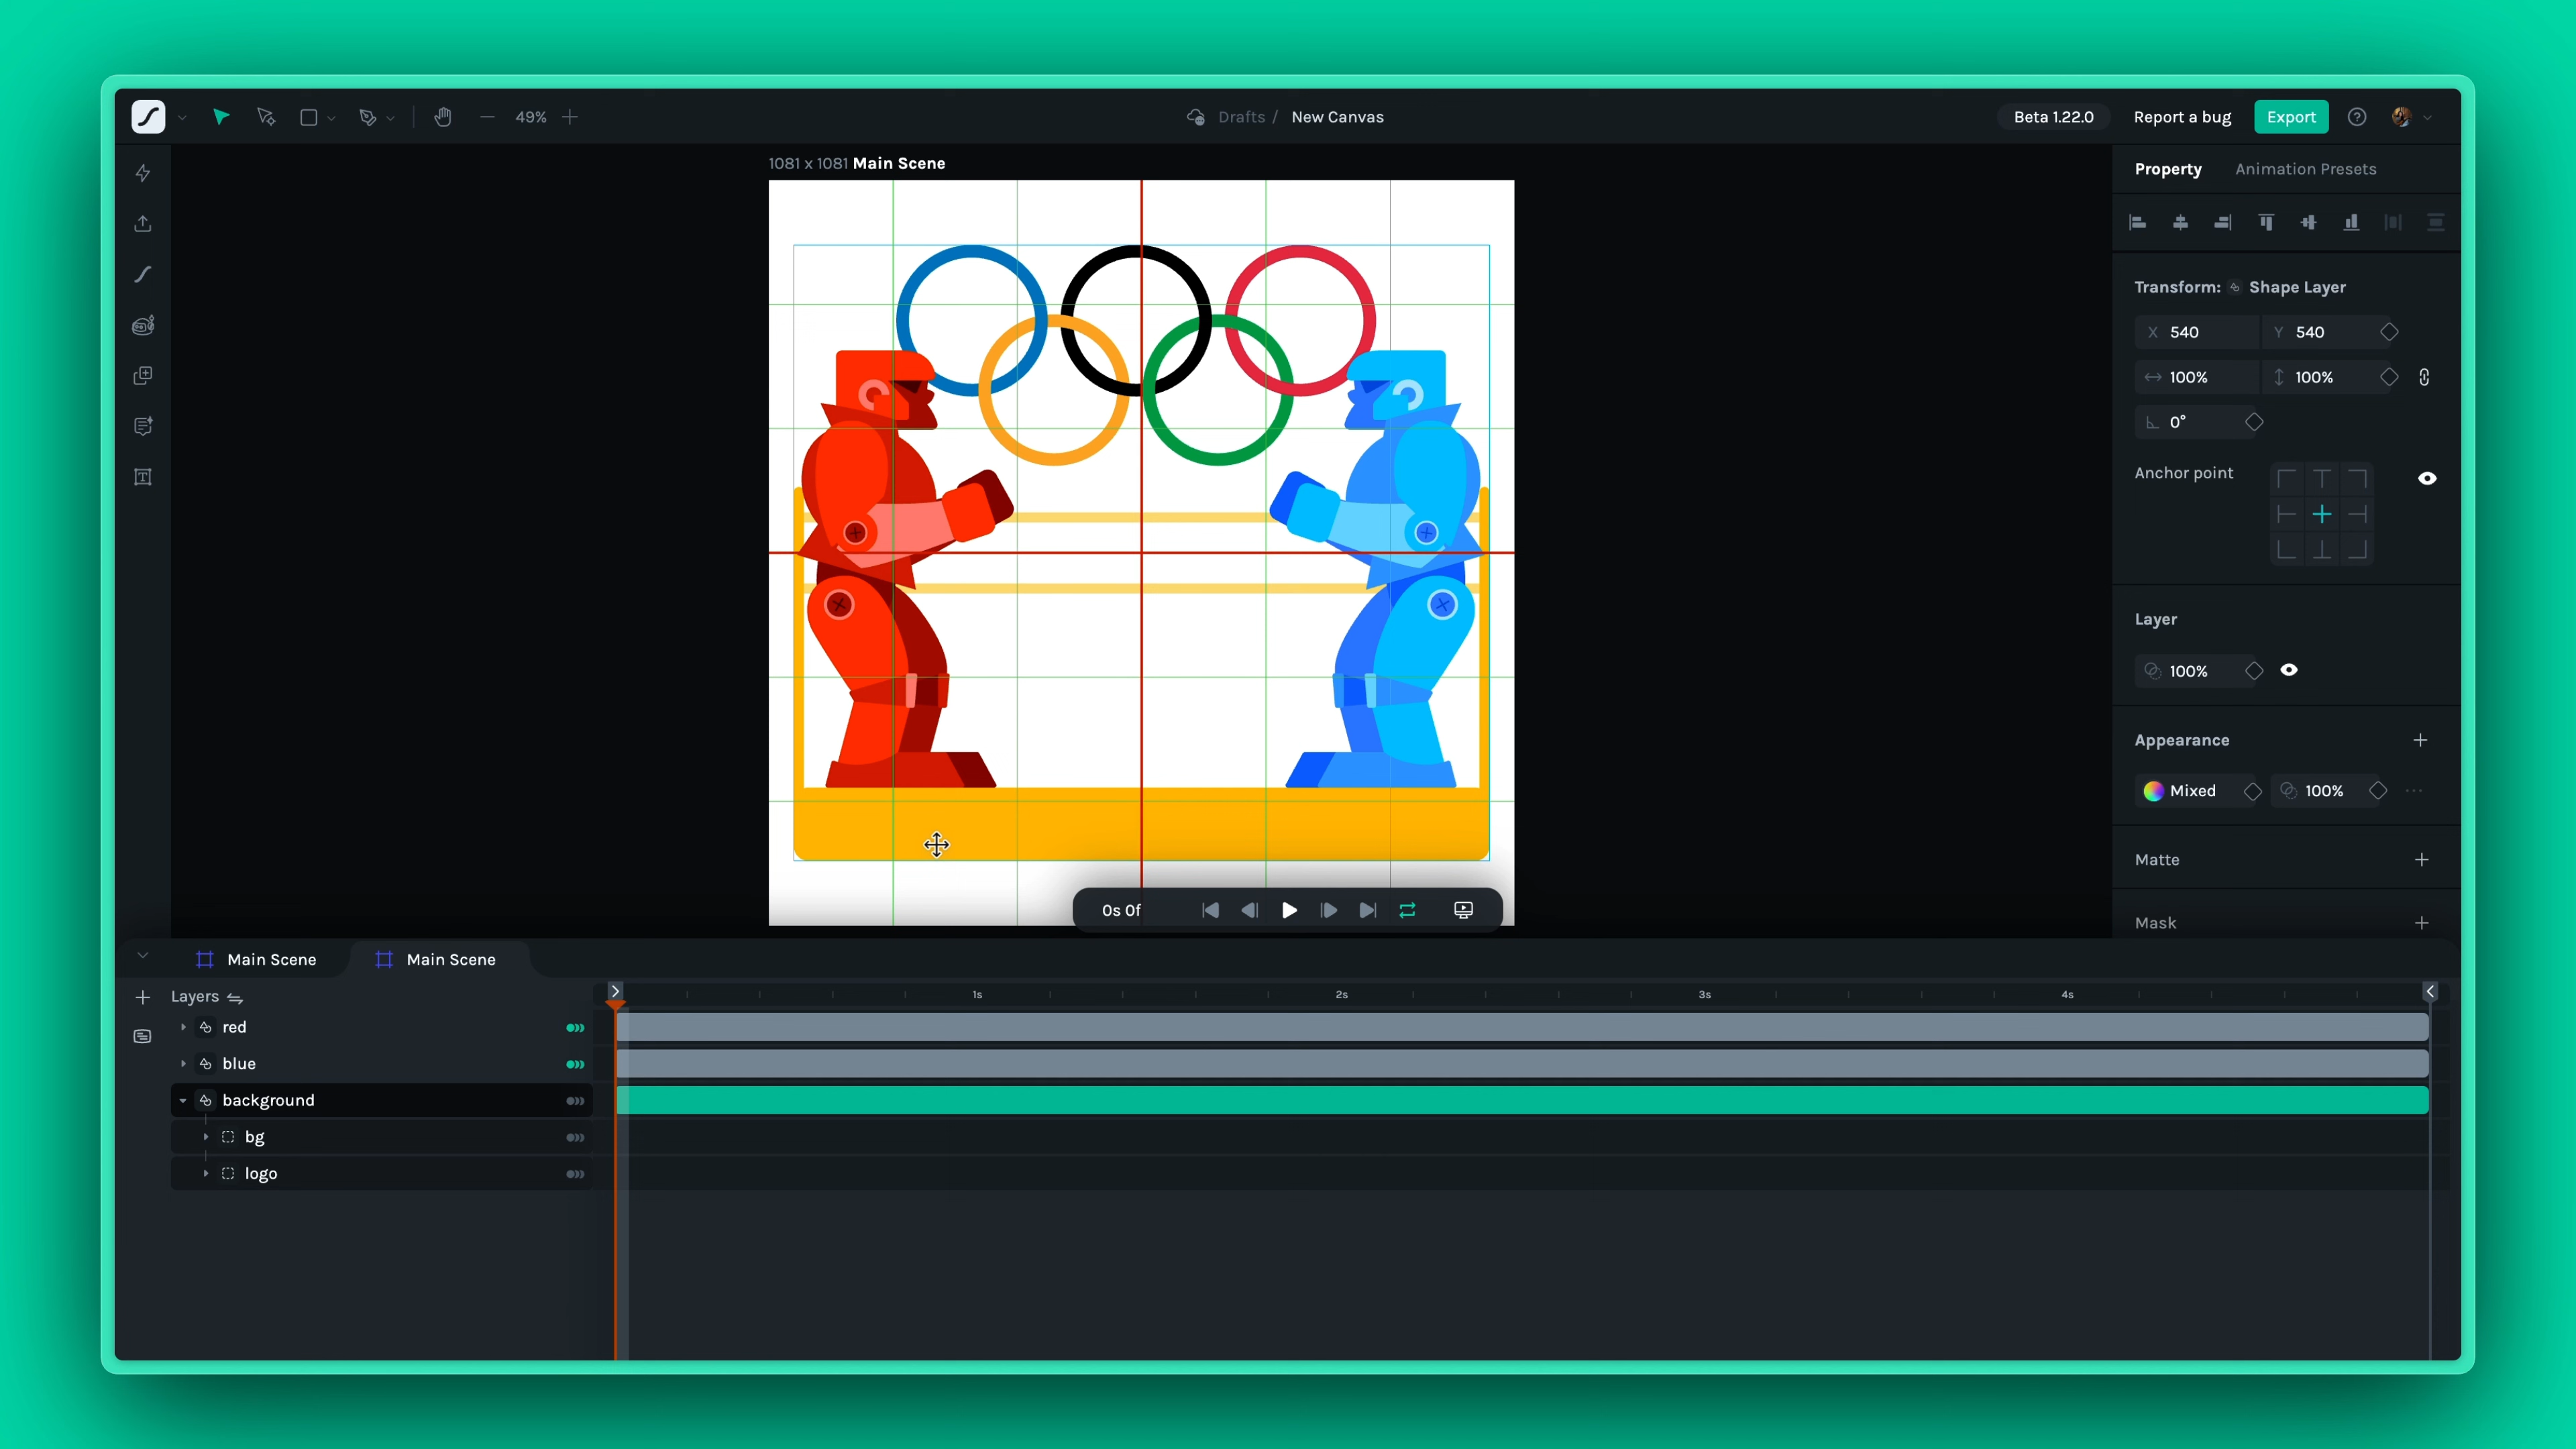 49%
Drafts / New Canvas
Beta 1.22.0
Report a bug
Export
1081 x 1081 Main Scene
Property
Animation Presets
Transform: Shape Layer
X 540
Y 540
100%
100%
0°
Anchor point
Layer
100%
Appearance
Mixed
100%
Matte
Mask
0s 0f
Main Scene
Main Scene
Layers
1s
2s
3s
4s
red
blue
background
bg
logo